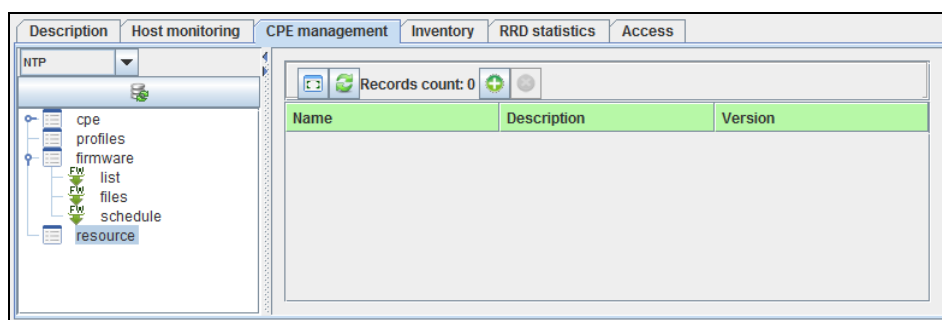 Description Host monitoring CPE management Inventory RRD statistics Access
NTP
Records count: 0
Name Description Version
cpe
profiles
firmware
FW list
FW files
FW schedule
resource